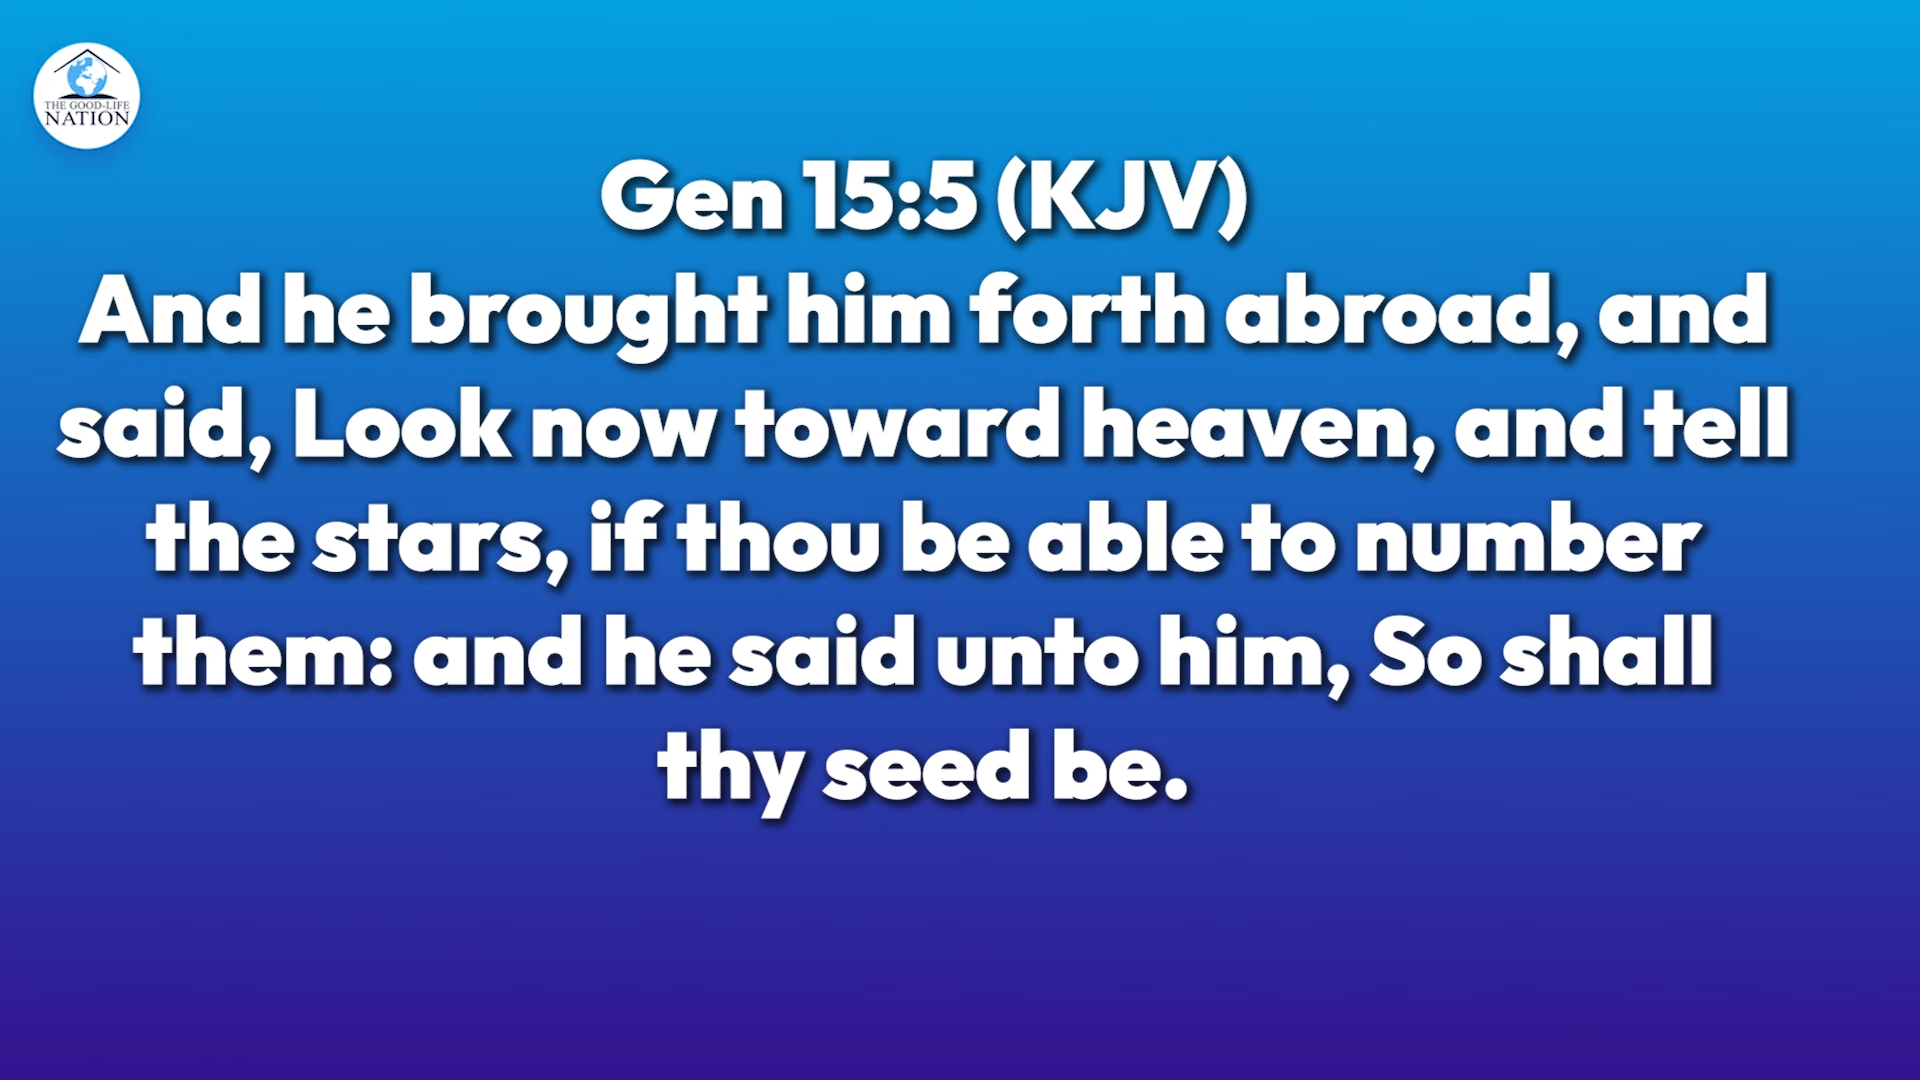 THE GOOD-LIFE
NATION
Gen 15:5 (KJV)
And he brought him forth abroad, and
said, Look now toward heaven, and tell
the stars, if thou be able to number
them: and he said unto him, So shall
thy seed be.